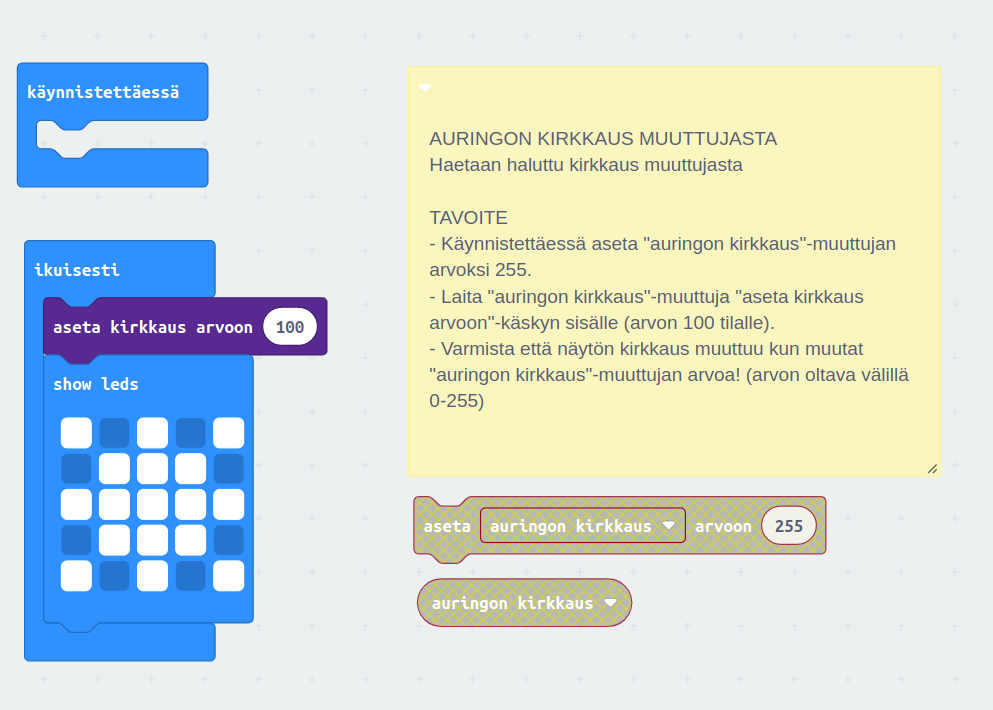 käynnistettäessä
ikuisesti
aseta kirkkaus arvoon 100
show leds
AURINGON KIRKKAUS MUUTTUJASTA
Haetaan haluttu kirkkaus muuttujasta
TAVOITE
- Käynnistettäessä aseta "auringon kirkkaus"-muuttujan
arvoksi 255.
- Laita "auringon kirkkaus"-muuttuja "aseta kirkkaus
arvoon"-käskyn sisälle (arvon 100 tilalle).
- Varmista että näytön kirkkaus muuttuu kun muutat
"auringon kirkkaus"-muuttujan arvoa! (arvon oltava välillä
0-255)
aseta auringon kirkkaus arvoon 255
auringon kirkkaus